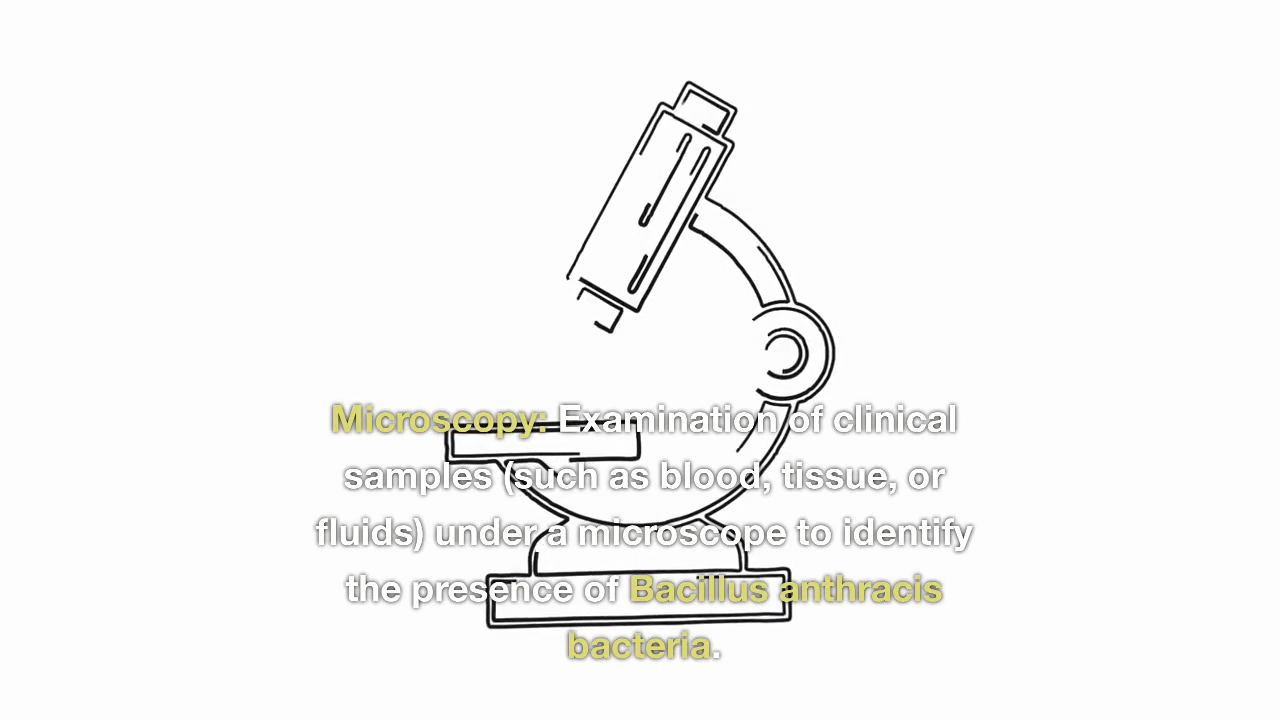 Microscopy: Examination of clinical
samples (such as blood, tissue, or
fluids) under a microscope to identify
the presence of Bacillus anthracis
bacteria.